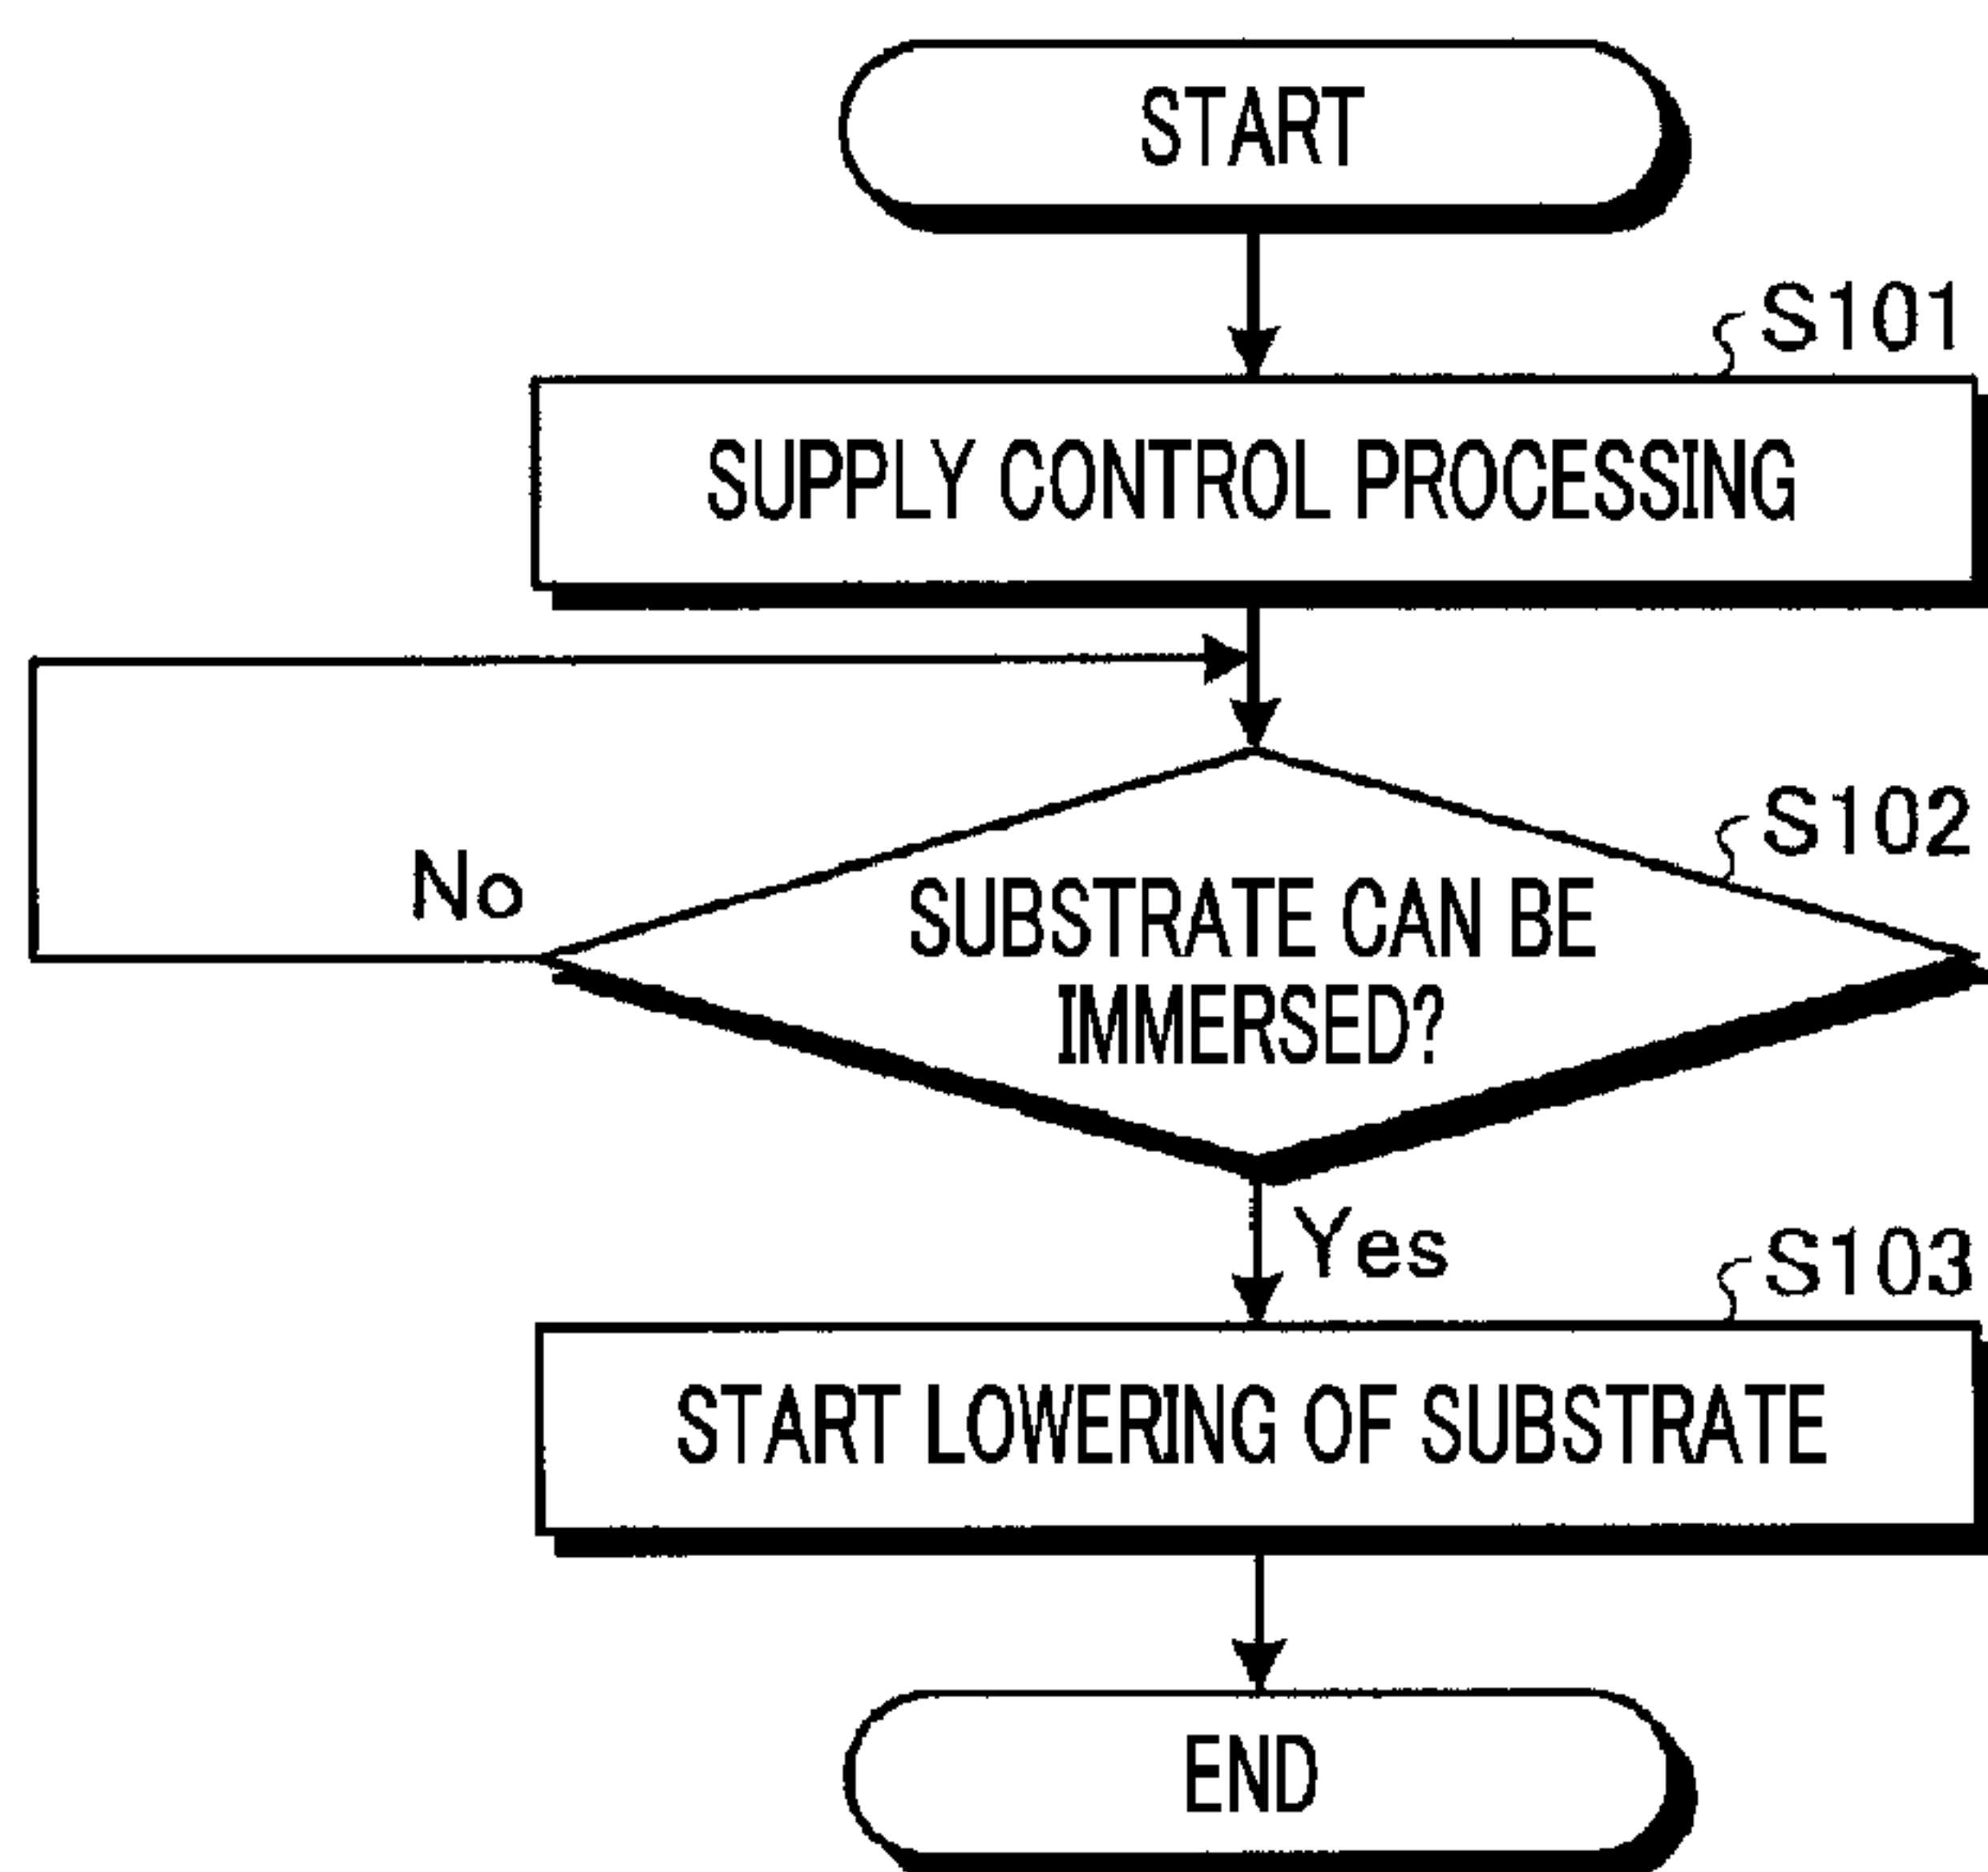 START
S101
SUPPLY CONTROL PROCESSING
S102
No
SUBSTRATE CAN BE
IMMERSED?
Yes
S103
START LOWERING OF SUBSTRATE
END